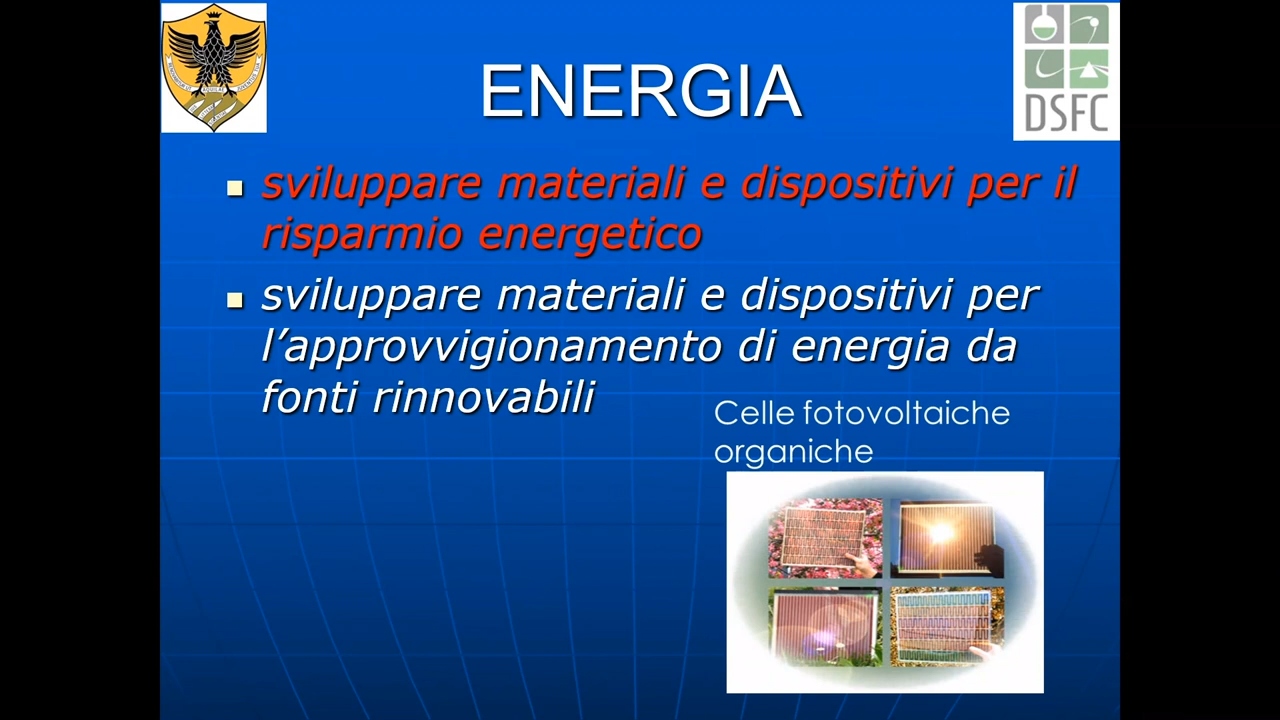 ENERGIA
DSFC
sviluppare materiali e dispositivi per il
risparmio energetico
sviluppare materiali e dispositivi per
l’approvvigionamento di energia da
fonti rinnovabili
Celle fotovoltaiche
organiche